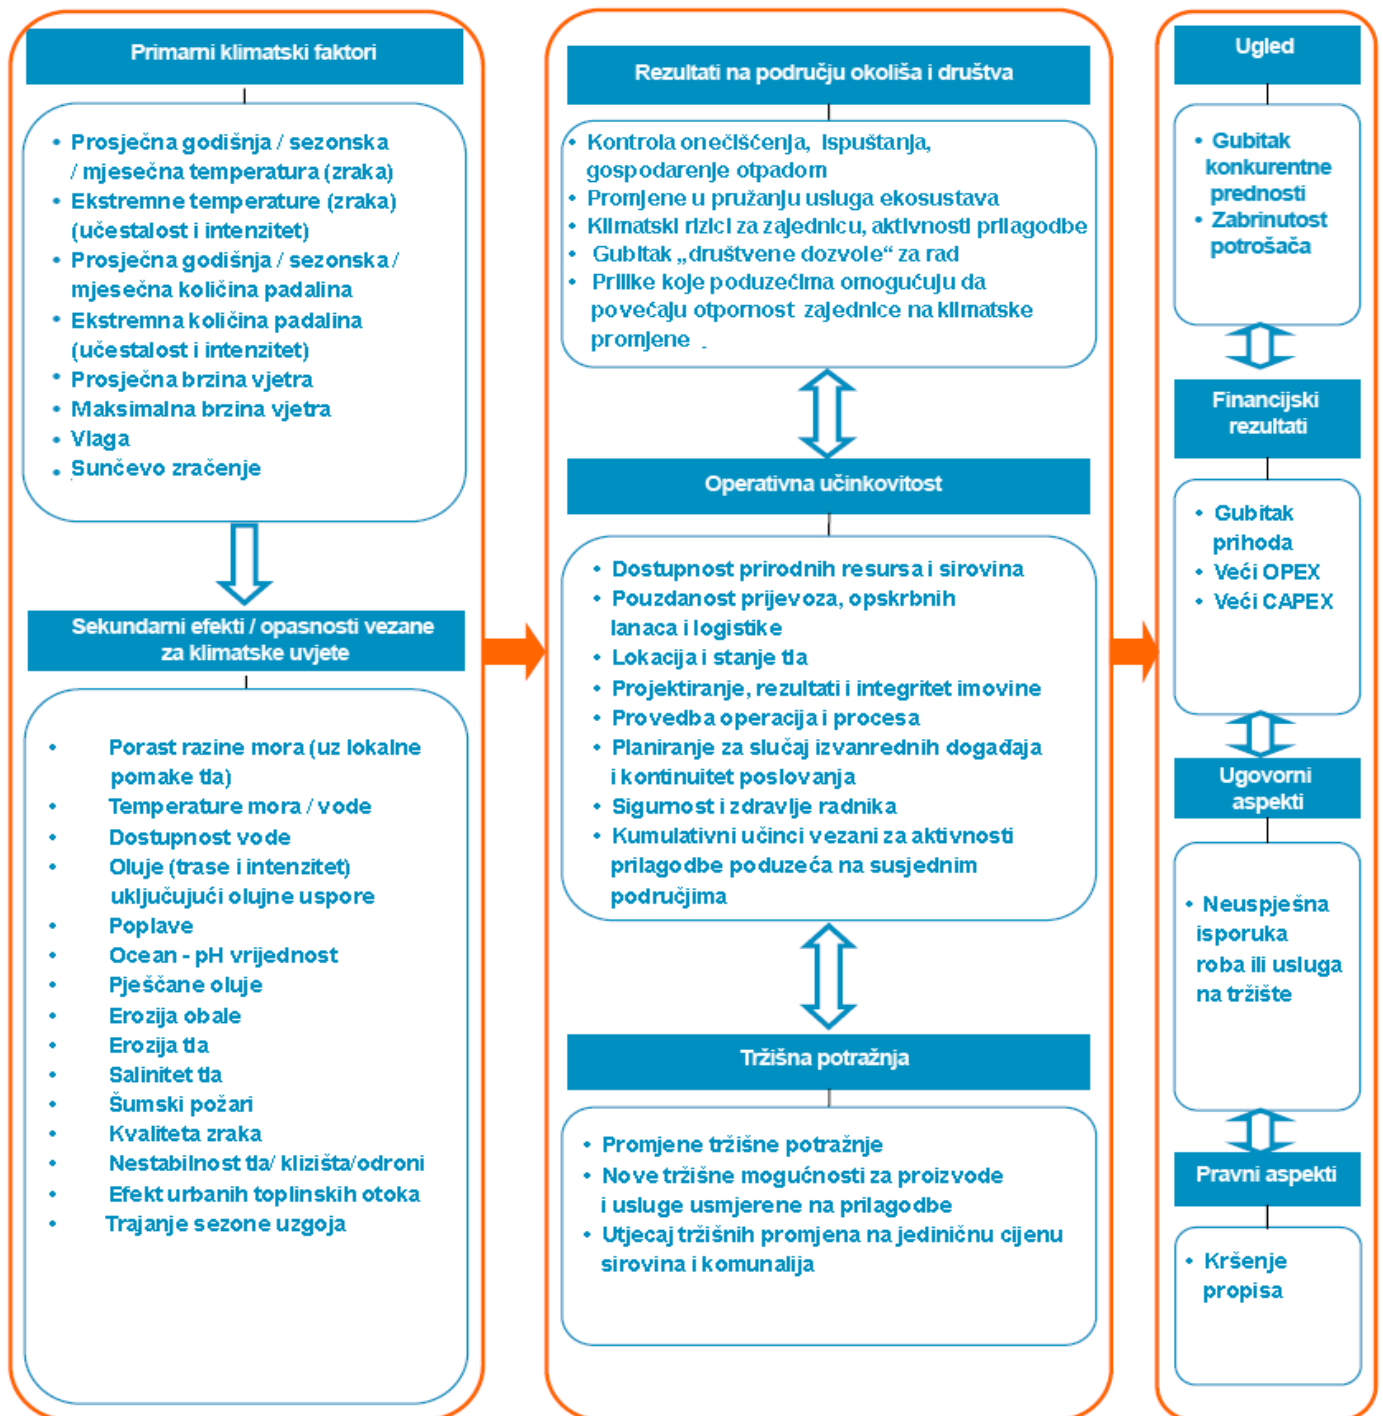 Primarni klimatski faktori
• Prosječna godišnja / sezonska
/ mjesečna temperatura (zraka)
• Ekstremne temperature (zraka)
(učestalost i intenzitet)
• Prosječna godišnja / sezonska /
mjesečna količina padalina
• Ekstremna količina padalina
(učestalost i intenzitet)
• Prosječna brzina vjetra
• Maksimalna brzina vjetra
• Vlaga
• Sunčevo zračenje
Sekundarni efekti / opasnosti vezane
za klimatske uvjete
• Porast razine mora (uz lokalne
pomake tla)
• Temperature mora / vode
• Dostupnost vode
• Oluje (trase i intenzitet)
uključujući olujne uspore
• Poplave
• Ocean - pH vrijednost
• Pješčane oluje
• Erozija obale
• Erozija tla
• Salinitet tla
• Šumski požari
• Kvaliteta zraka
• Nestabilnost tla/ klizišta/odroni
• Efekt urbanih toplinskih otoka
• Trajanje sezone uzgoja
Rezultati na području okoliša i društva
• Kontrola onečišćenja, ispuštanja,
gospodarenje otpadom
• Promjene u pružanju usluga ekosustava
• Klimatski rizici za zajednicu, aktivnosti prilagodbe
• Gubitak „društvene dozvole“ za rad
• Prilike koje poduzećima omogućuju da
povećaju otpornost zajednice na klimatske
promjene .
Operativna učinkovitost
• Dostupnost prirodnih resursa i sirovina
• Pouzdanost prijevoza, opskrbnih
lanaca i logistike
• Lokacija i stanje tla
• Projektiranje, rezultati i integritet imovine
• Provedba operacija i procesa
• Planiranje za slučaj izvanrednih događaja
i kontinuitet poslovanja
• Sigurnost i zdravlje radnika
• Kumulativni učinci vezani za aktivnosti
prilagodbe poduzeća na susjednim
područjima
Tržišna potražnja
• Promjene tržišne potražnje
• Nove tržišne mogućnosti za proizvode
i usluge usmjerene na prilagodbe
• Utjecaj tržišnih promjena na jediničnu cijenu
sirovina i komunalija
Ugled
• Gubitak
konkurentne
prednosti
• Zabrinutost
potrošača
Financijski
rezultati
• Gubitak
prihoda
• Veći OPEX
• Veći CAPEX
Ugovorni
aspekti
• Neuspješna
isporuka
roba ili usluga
na tržište
Pravni aspekti
• Kršenje
propisa